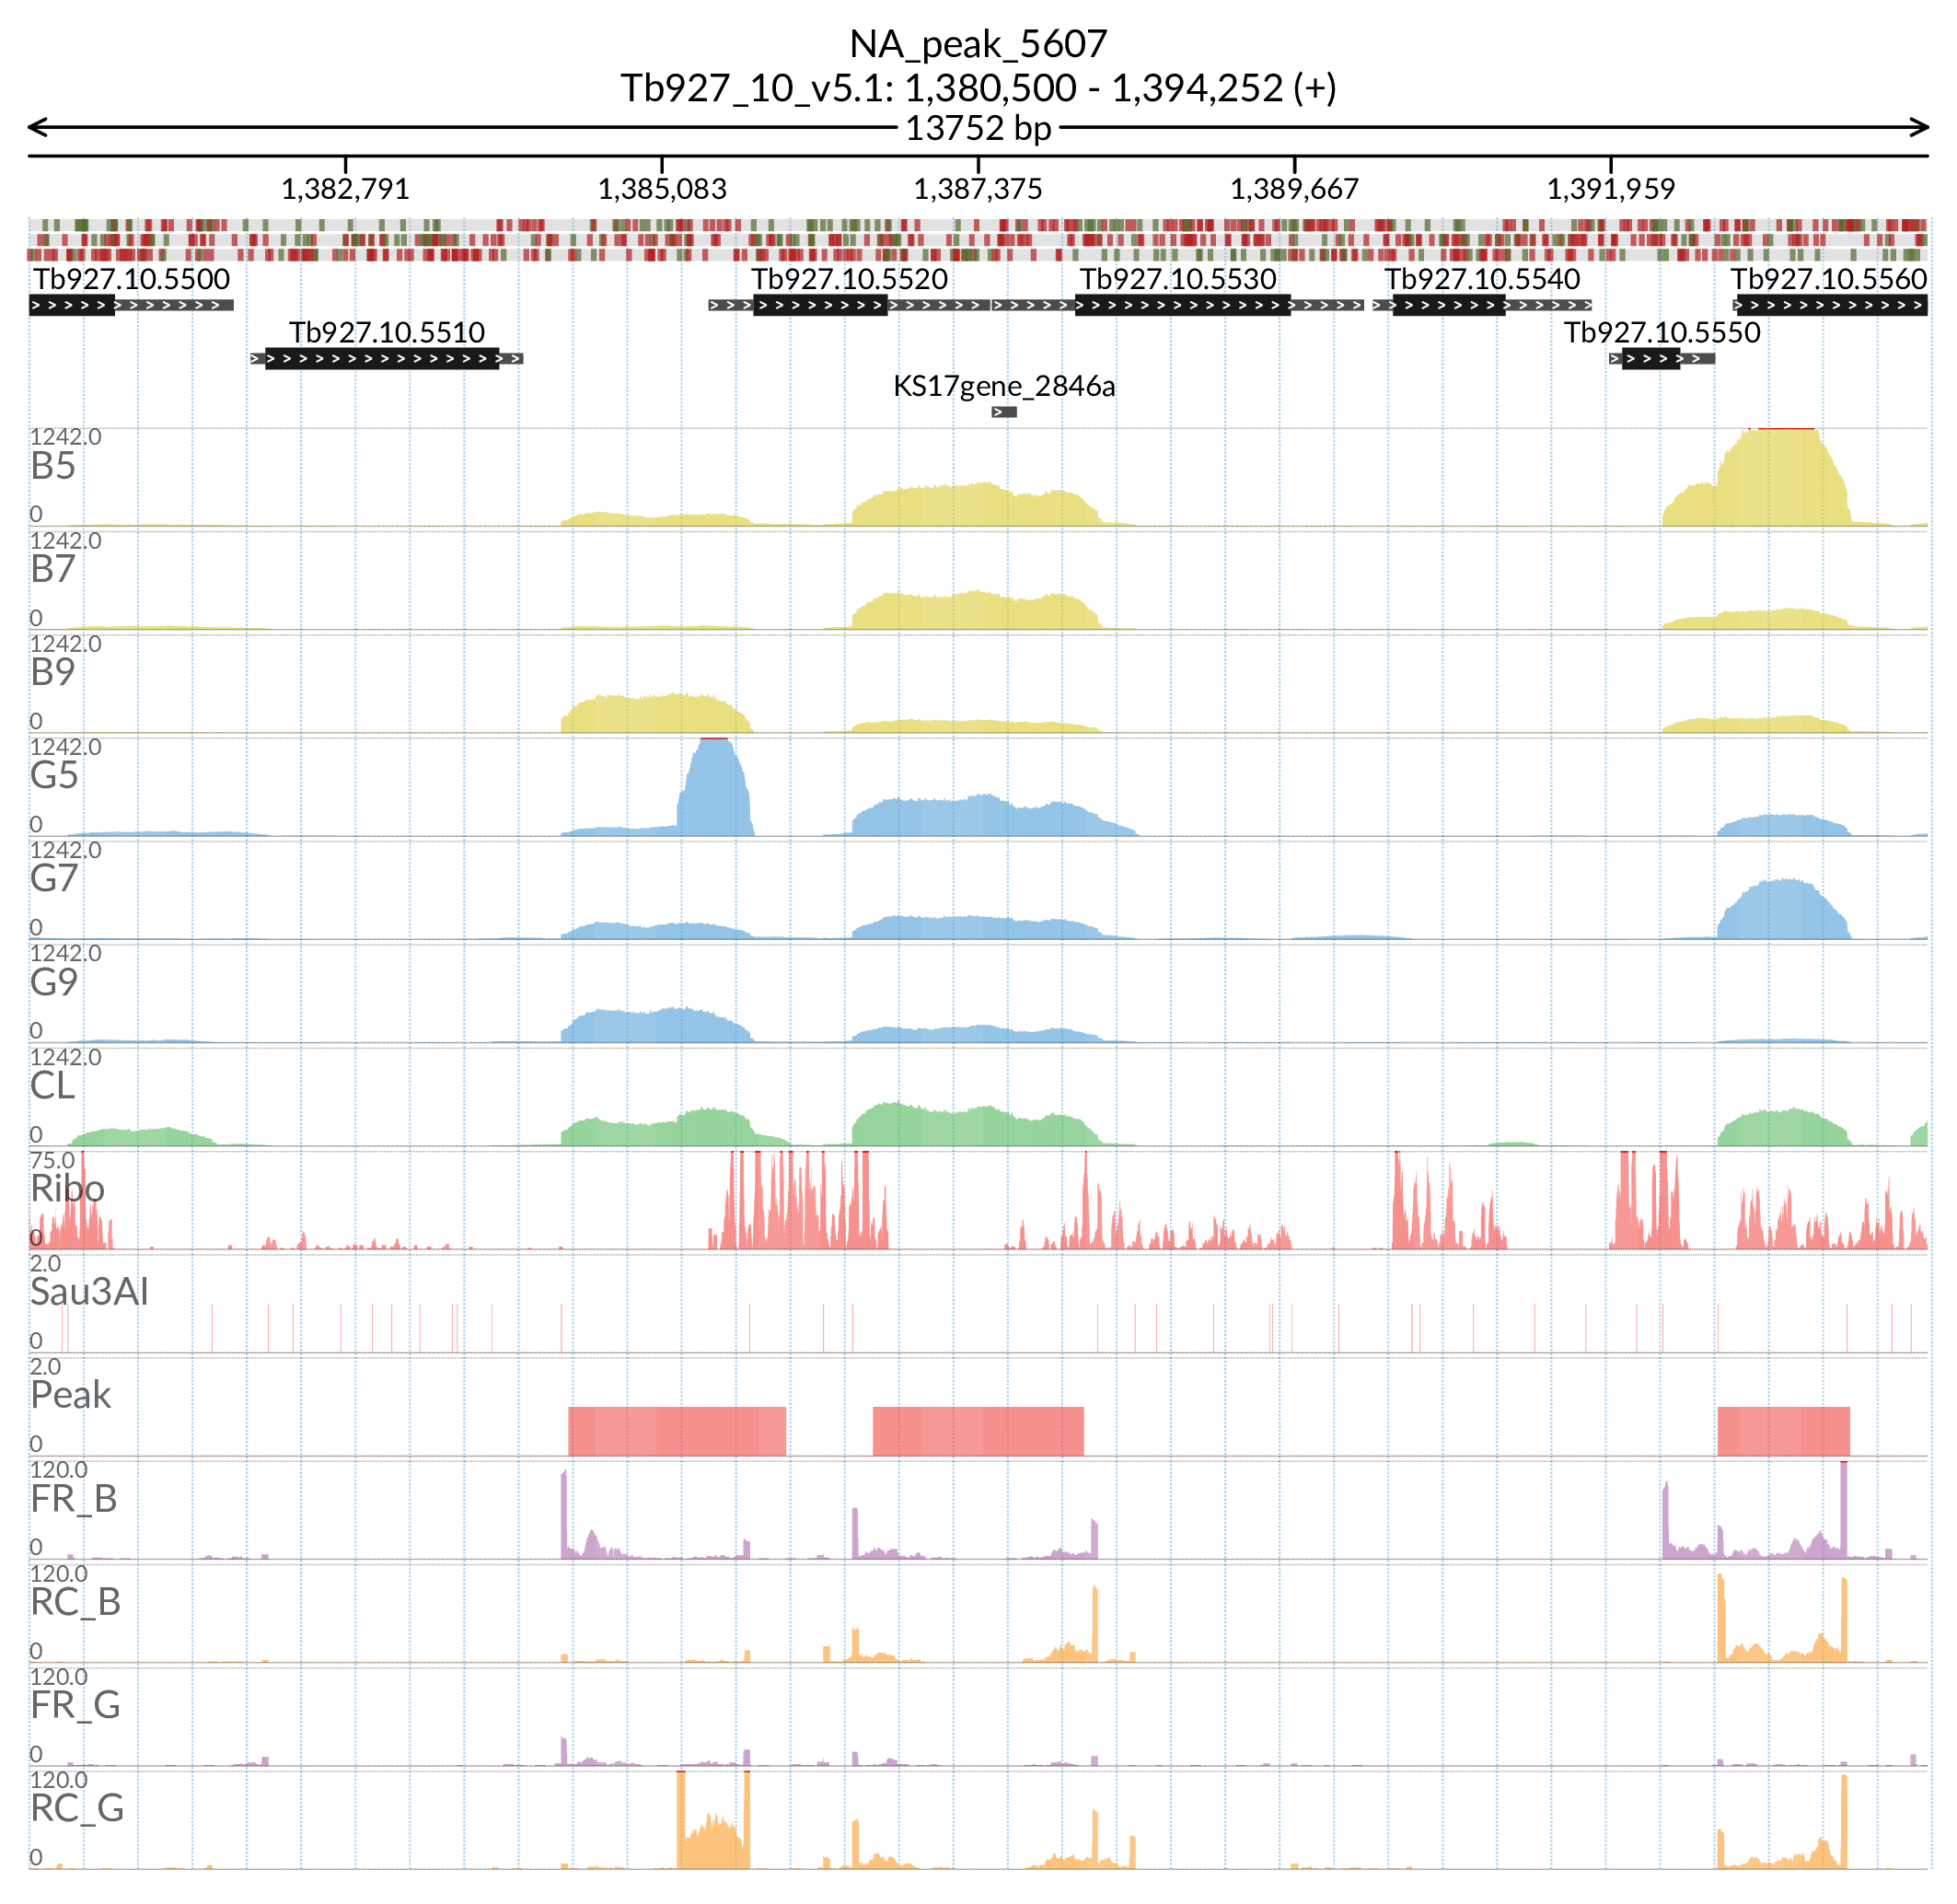 NA_peak_5607
Tb927_10_v5.1: 1,380,500 - 1,394,252 (+)
13752 bp
1,382,791 1,385,083 1,387,375 1,389,667 1,391,959
Tb927.10.5500 Tb927.10.5520 Tb927.10.5530 Tb927.10.5540 Tb927.10.5560
Tb927.10.5510 Tb927.10.5550
KS17gene_2846a
1242.0
B5
0
1242.0
B7
0
1242.0
B9
0
1242.0
G5
0
1242.0
G7
0
1242.0
G9
0
1242.0
CL
0
75.0
Ribo
0
2.0
Sau3AI
0
2.0
Peak
0
120.0
FR_B
0
120.0
RC_B
0
120.0
FR_G
0
120.0
RC_G
0